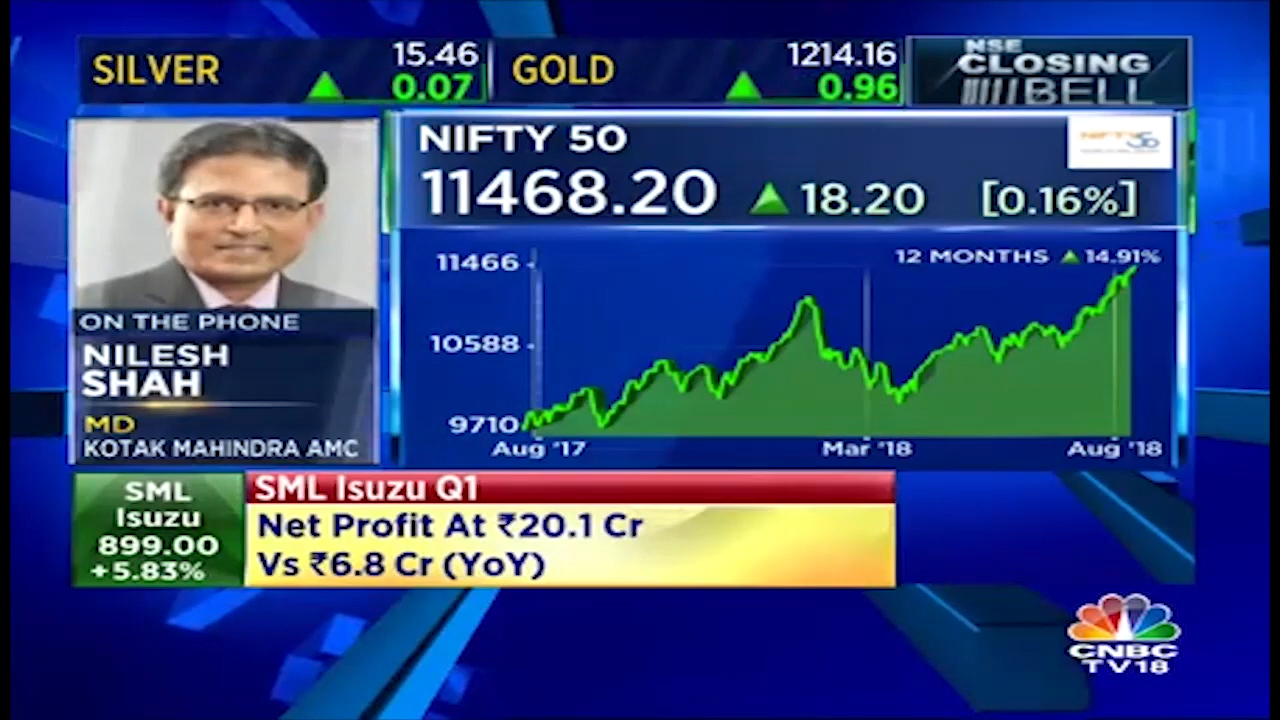 SILVER
15.46
▲ 0.07
GOLD
1214.16
▲ 0.96
NSE
CLOSING
BELL
NIFTY 50
11468.20 ▲ 18.20 [0.16%]
12 MONTHS ▲ 14.91%
11466
10588
9710
Aug '17
Mar '18
Aug '18
ON THE PHONE
NILESH
SHAH
MD
KOTAK MAHINDRA AMC
SML
Isuzu
899.00
+5.83%
SML Isuzu Q1
Net Profit At ₹20.1 Cr
Vs ₹6.8 Cr (YoY)
CNBC
TV18